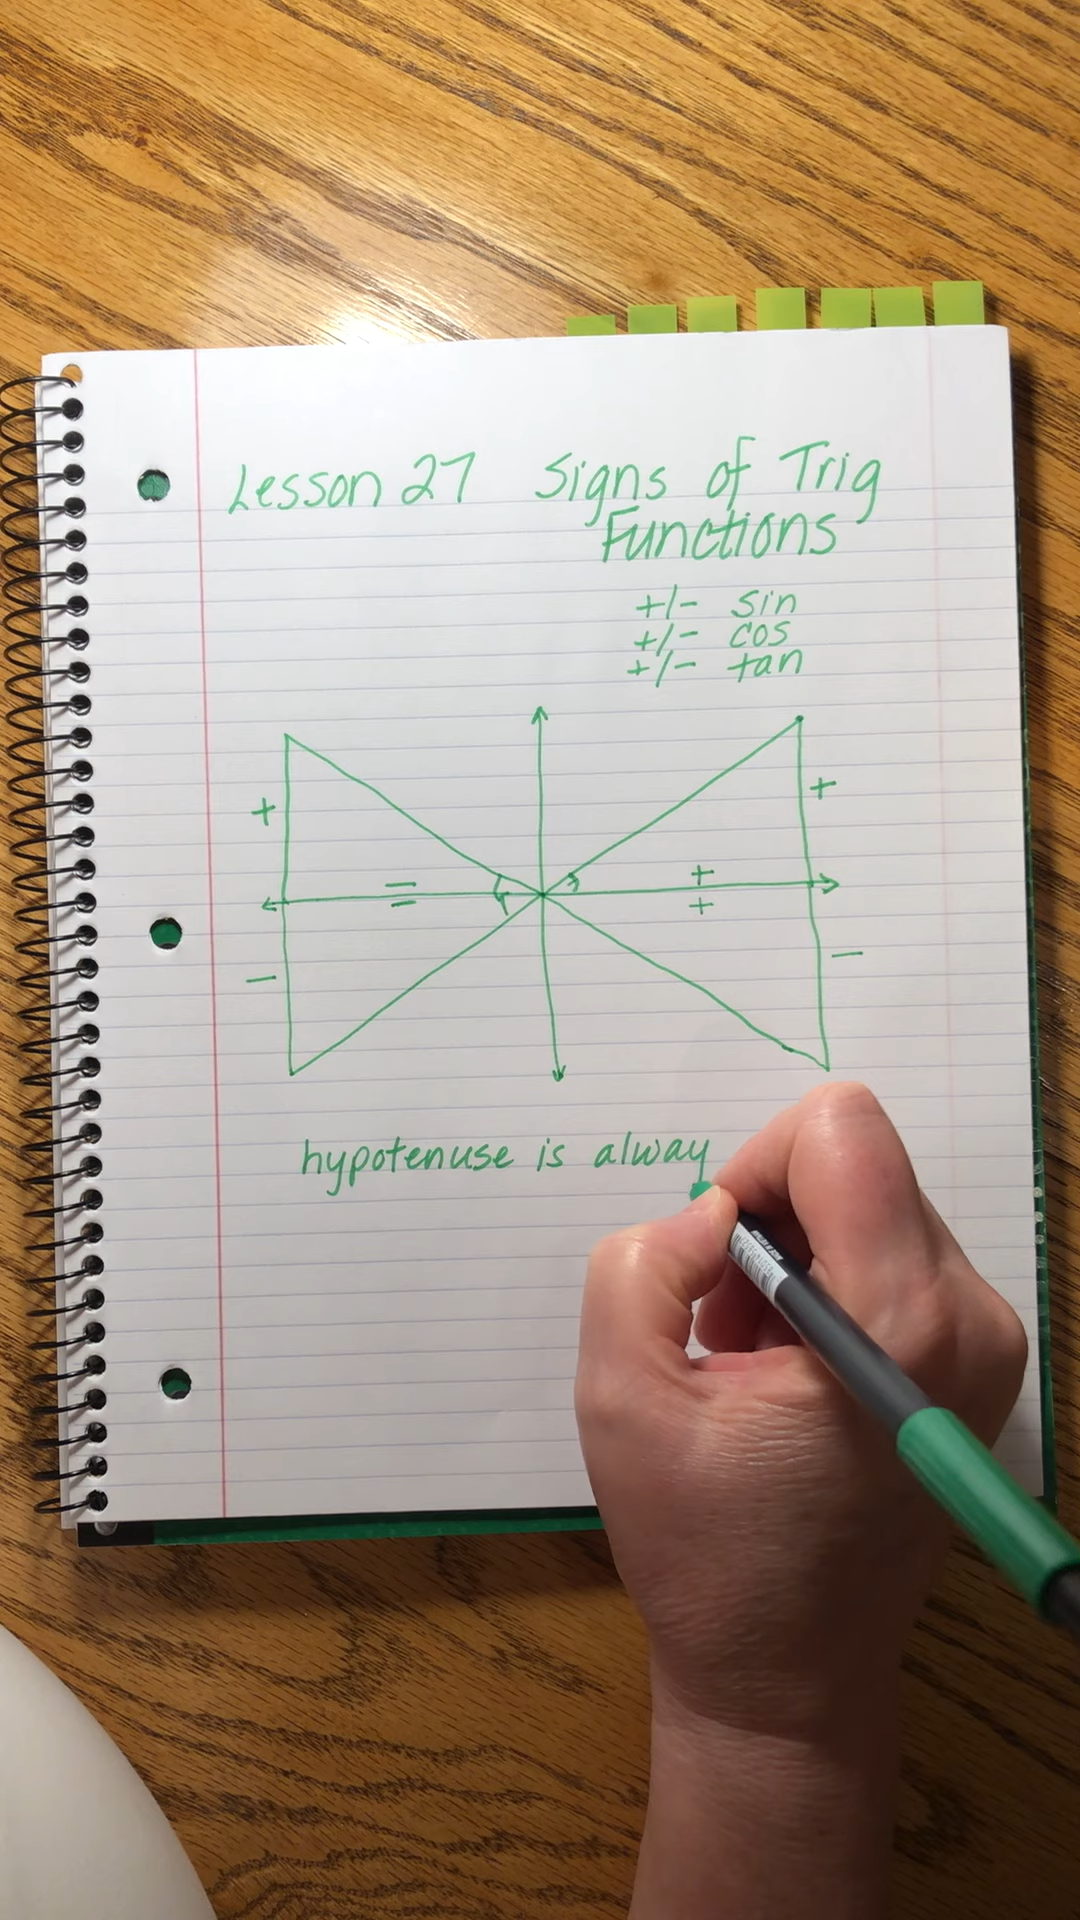 Lesson 27 Signs of Trig
Functions
+/- sin
+/- cos
+/- tan
+ +
− + 
− +
− −
hypotenuse is alway